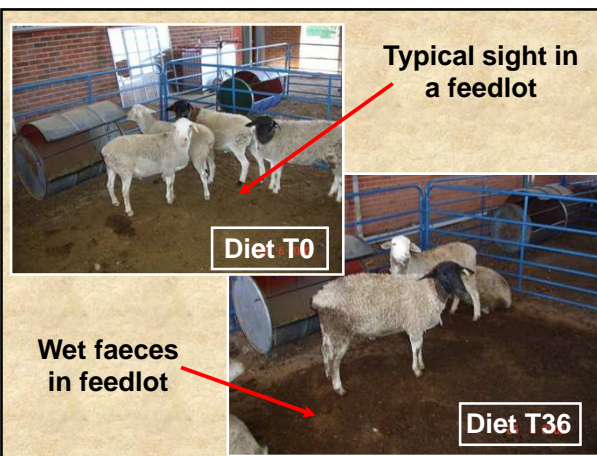 Typical sight in
a feedlot
Diet T0
Wet faeces
in feedlot
Diet T36